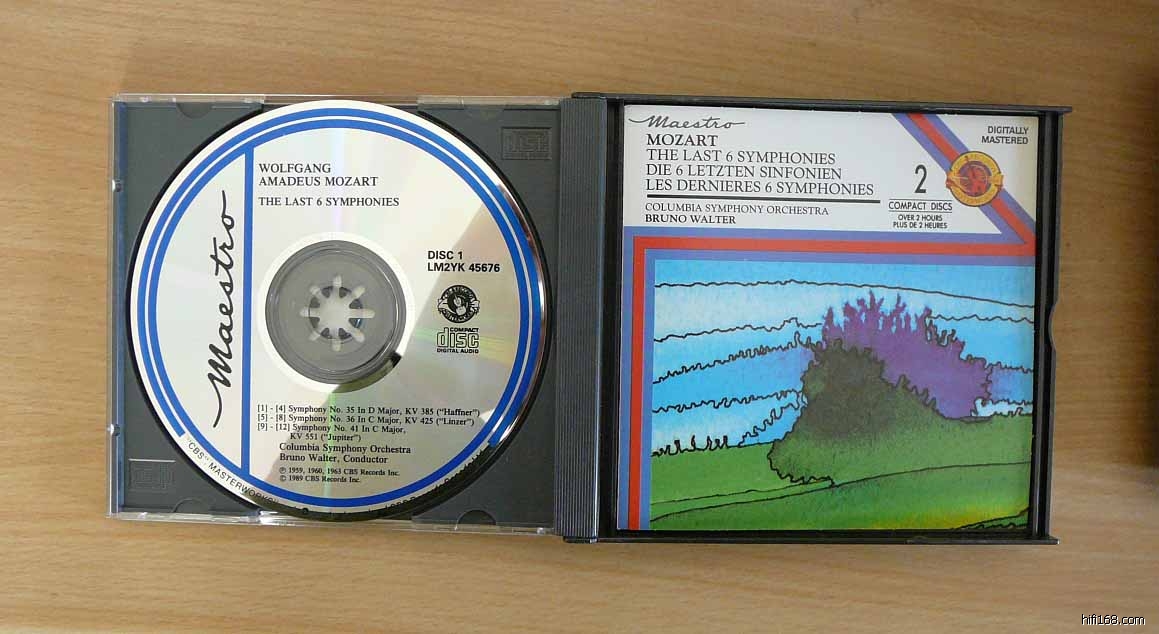 WOLFGANG
AMADEUS MOZART
THE LAST 6 SYMPHONIES
Maestro
DISC 1
LM2YK 45676
COMPACT
disc
DIGITAL AUDIO
[1] - [4] Symphony No. 35 In D Major, KV 385 ("Haffner")
[5] - [8] Symphony No. 36 In C Major, KV 425 ("Linzer")
[9] - [12] Symphony No. 41 In C Major,
KV 551 ("Jupiter")
Columbia Symphony Orchestra
Bruno Walter, Conductor
℗ 1959, 1960, 1963 CBS Records Inc.
© 1989 CBS Records Inc.
"CBS", MASTERWORKS
Maestro
MOZART
THE LAST 6 SYMPHONIES
DIE 6 LETZTEN SINFONIEN
LES DERNIERES 6 SYMPHONIES
COLUMBIA SYMPHONY ORCHESTRA
BRUNO WALTER
DIGITALLY
MASTERED
2
COMPACT DISCS
OVER 2 HOURS
PLUS DE 2 HEURES
hifi168.com